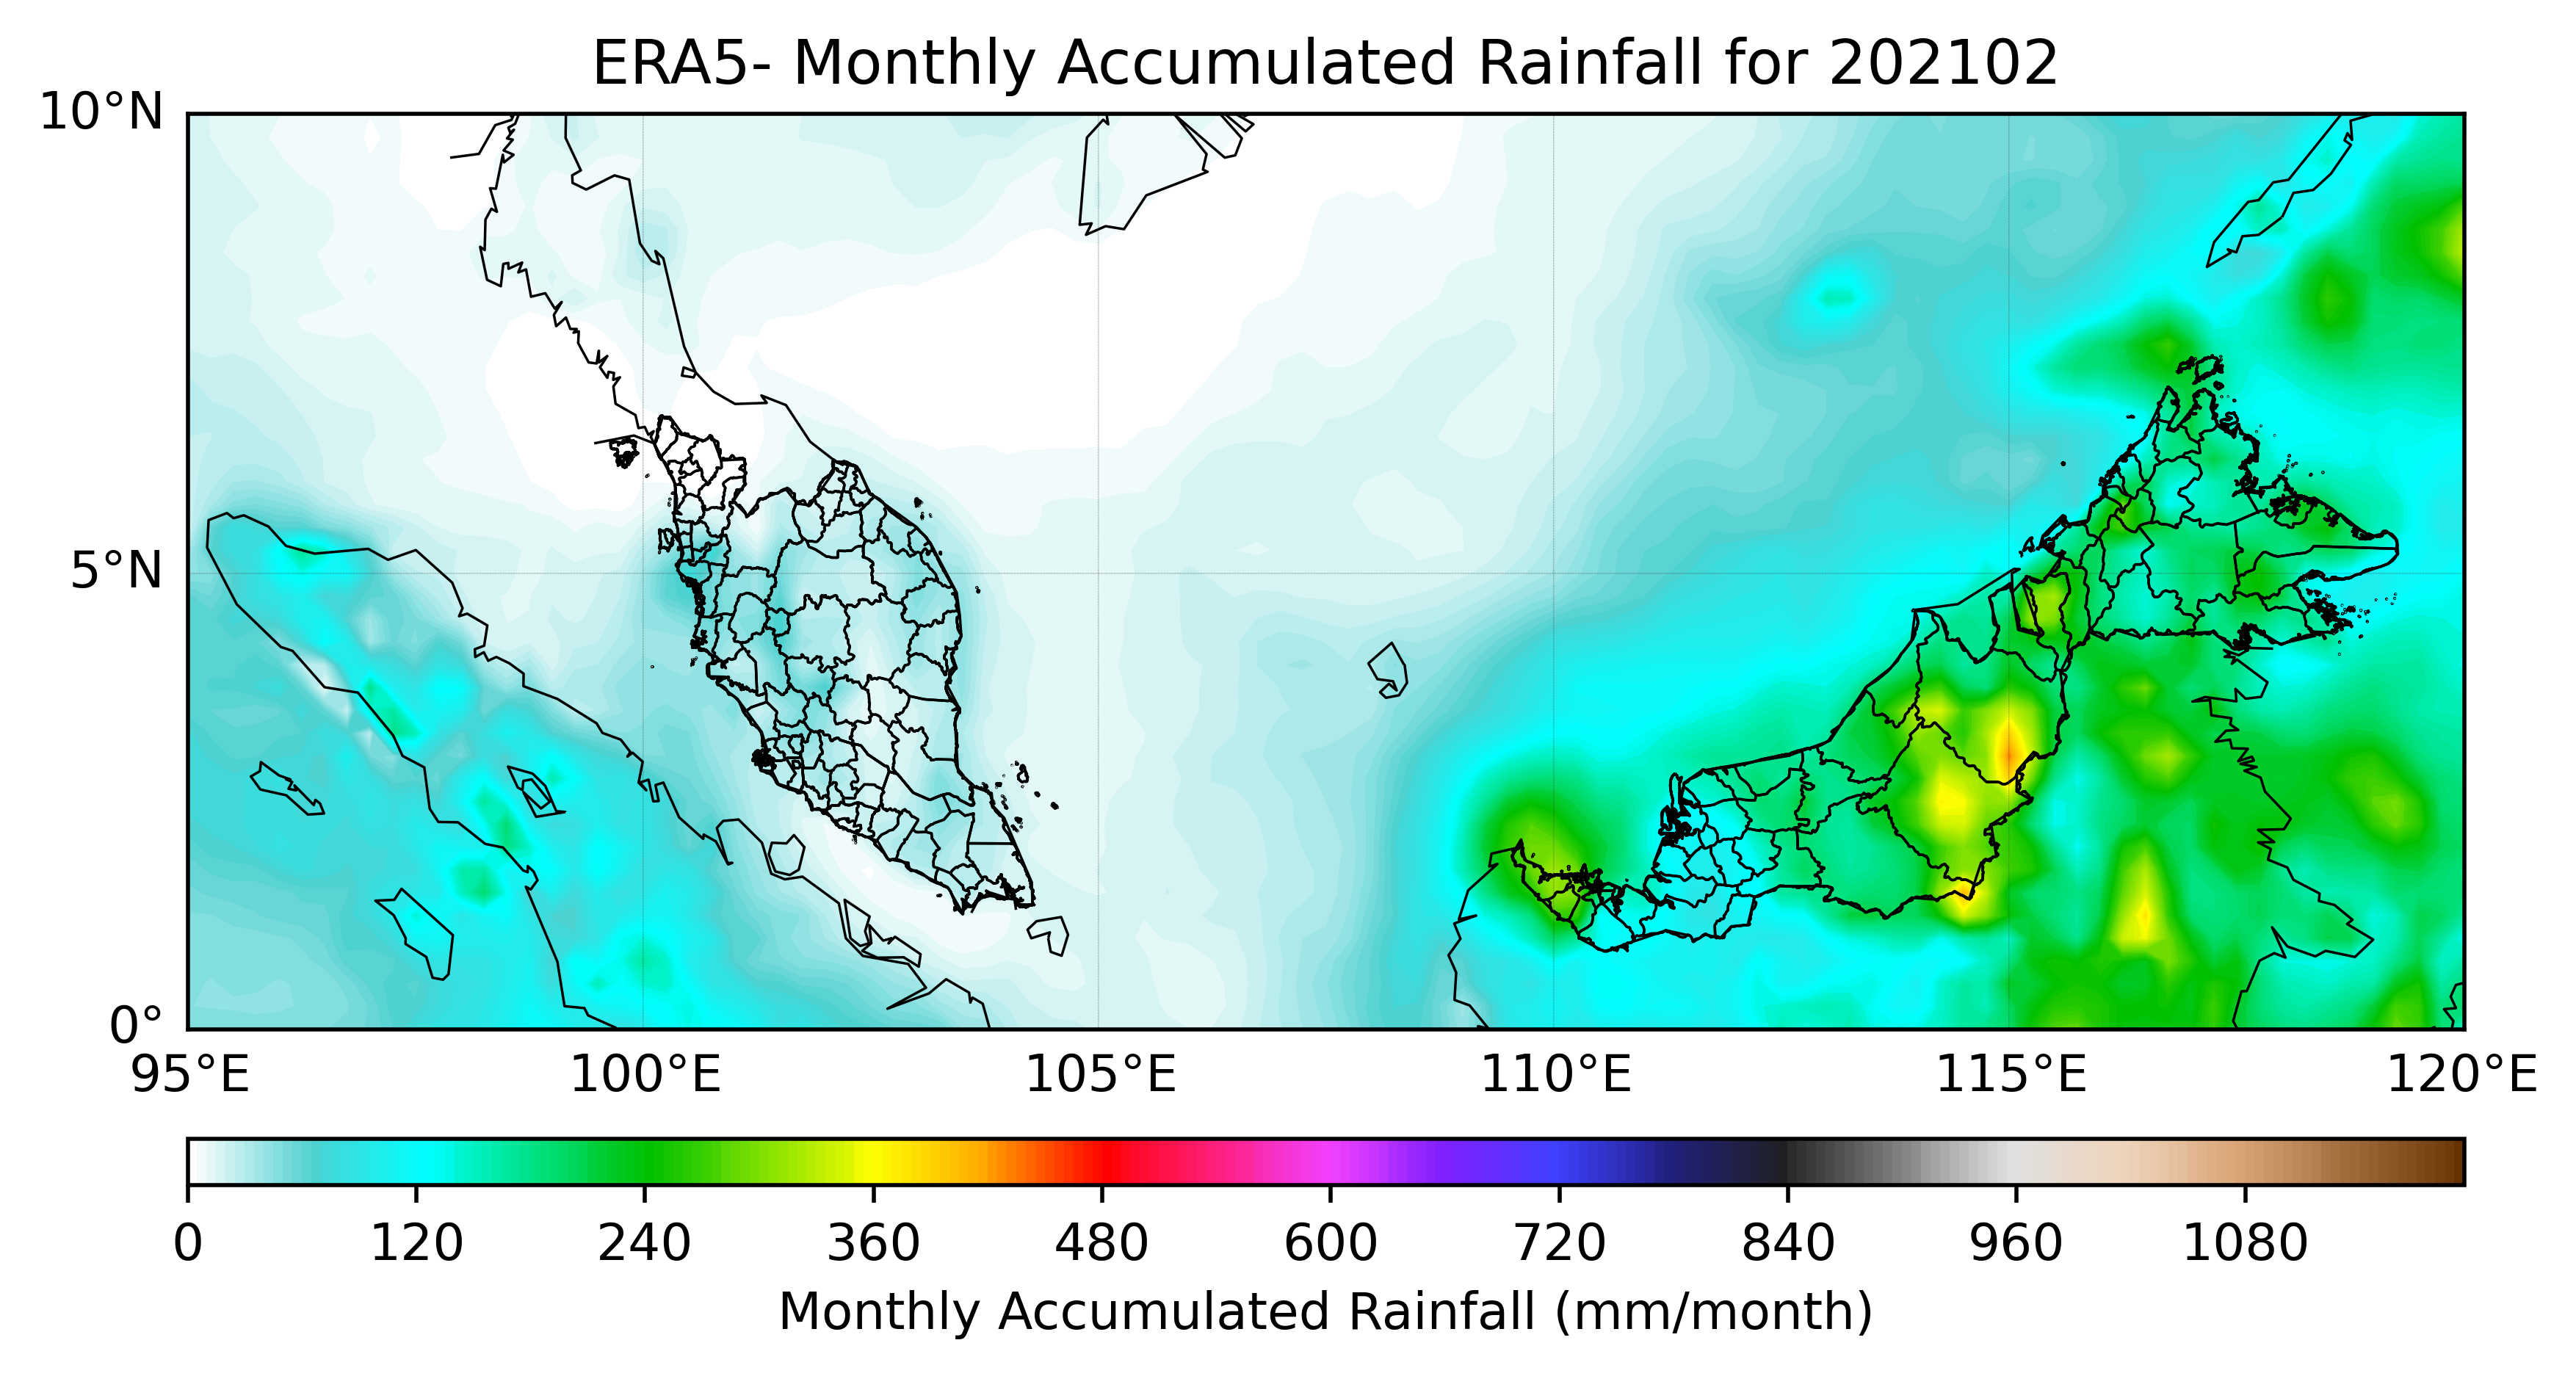 ERA5- Monthly Accumulated Rainfall for 202102
10°N
5°N
0°
95°E 100°E 105°E 110°E 115°E 120°E
0 120 240 360 480 600 720 840 960 1080
Monthly Accumulated Rainfall (mm/month)